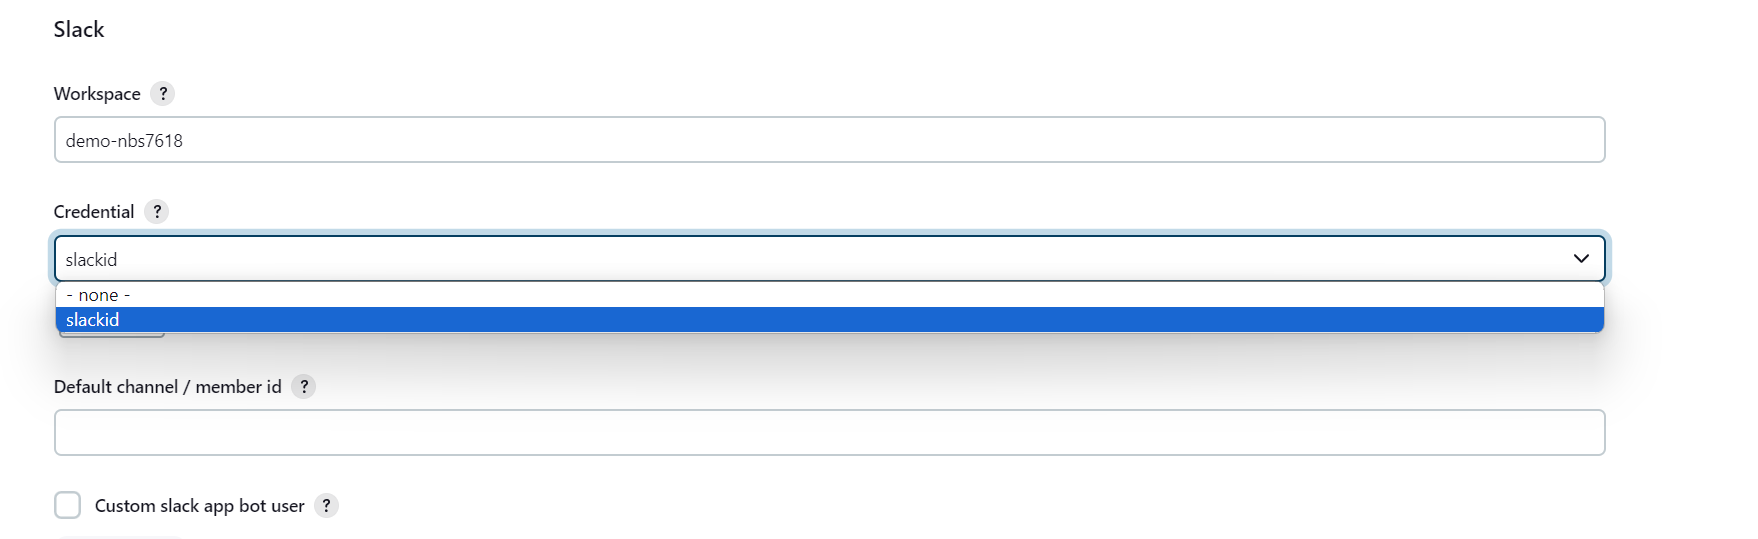 Slack
Workspace ?
demo-nbs7618
Credential ?
slackid
- none -
slackid
Default channel / member id ?
Custom slack app bot user ?